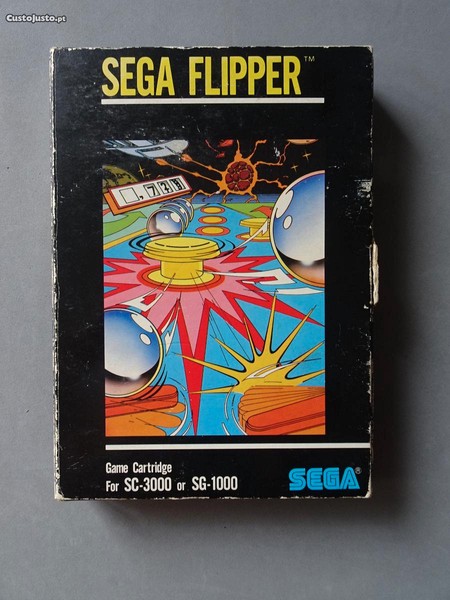 CustoJusto.pt
SEGA FLIPPER™
Game Cartridge
For SC-3000 or SG-1000
SEGA®